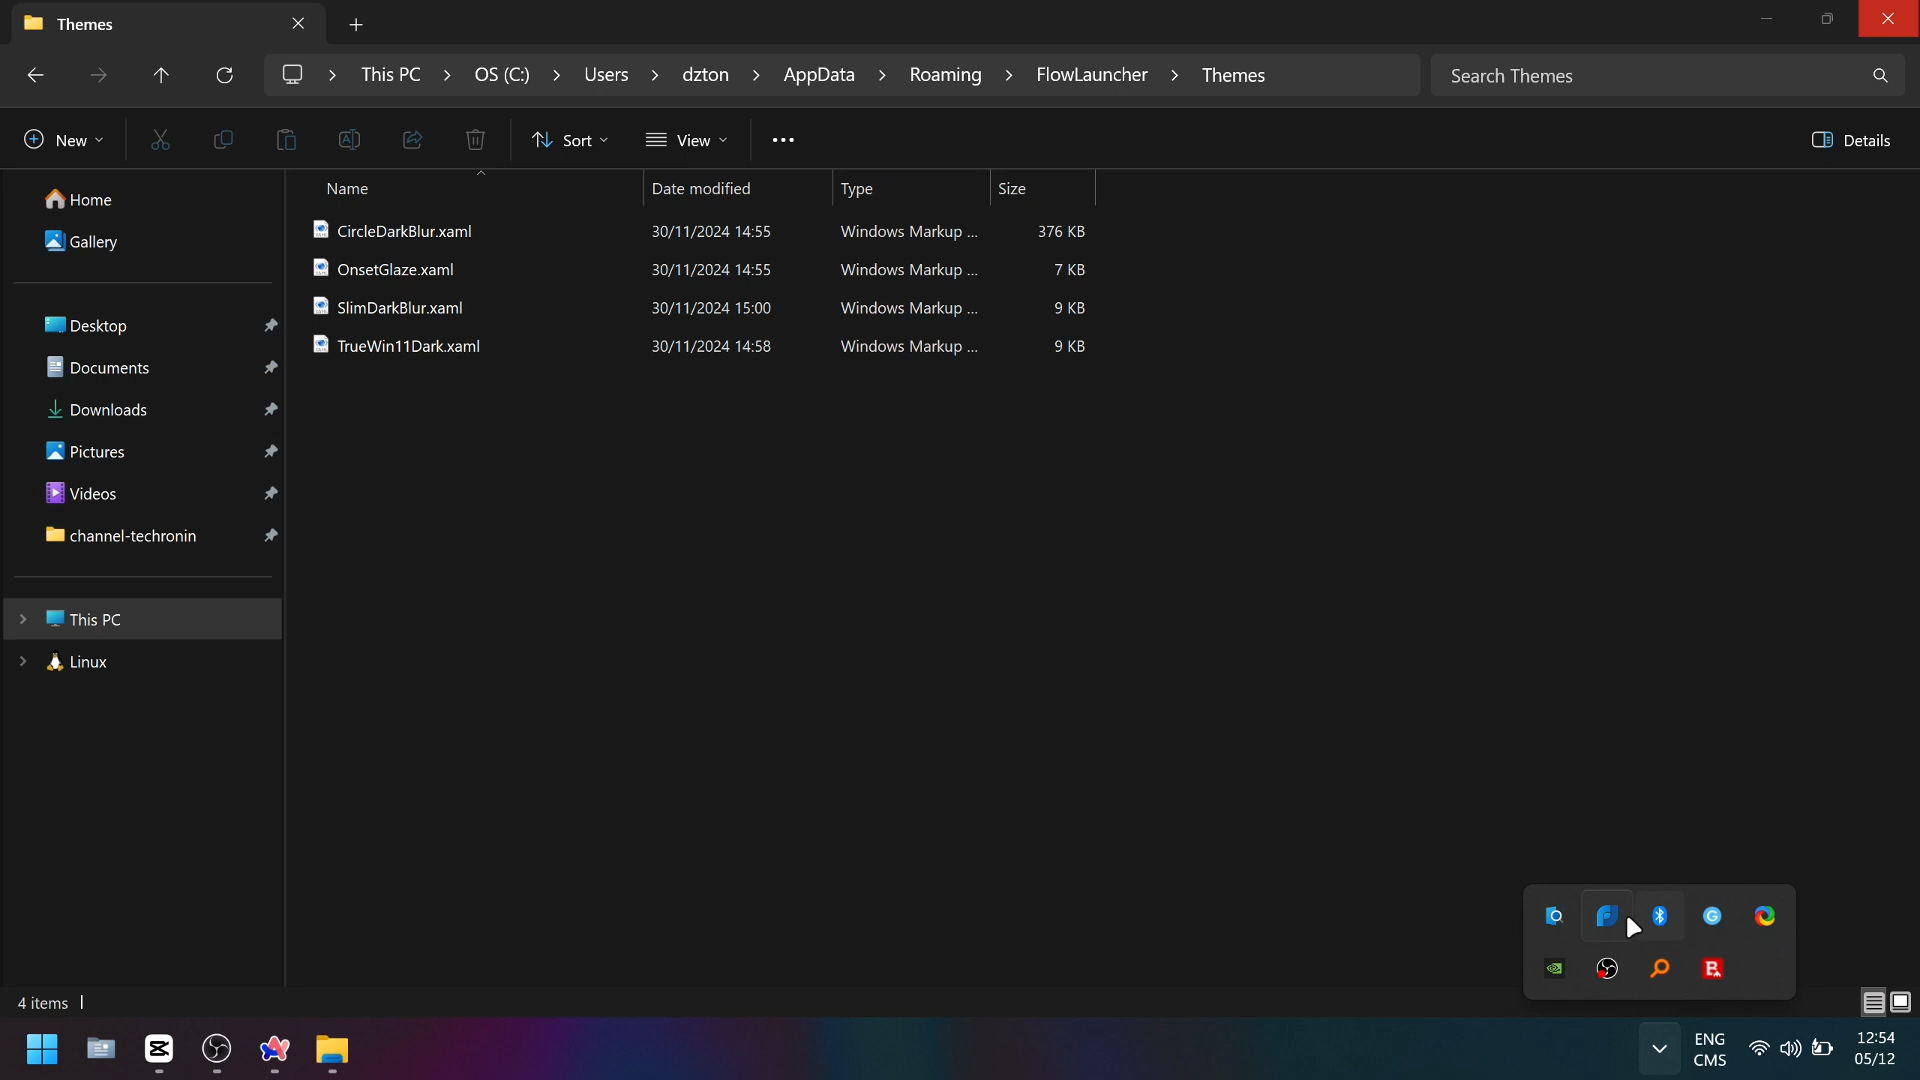 Themes
This PC > OS (C:) > Users > dzton > AppData > Roaming > FlowLauncher > Themes
Search Themes
New
Sort
View
Details
Home
Gallery
Desktop
Documents
Downloads
Pictures
Videos
channel-techronin
This PC
Linux
Name Date modified Type Size
CircleDarkBlur.xaml 30/11/2024 14:55 Windows Markup ... 376 KB
OnsetGlaze.xaml 30/11/2024 14:55 Windows Markup ... 7 KB
SlimDarkBlur.xaml 30/11/2024 15:00 Windows Markup ... 9 KB
TrueWin11Dark.xaml 30/11/2024 14:58 Windows Markup ... 9 KB
4 items
ENG
CMS
12:54
05/12